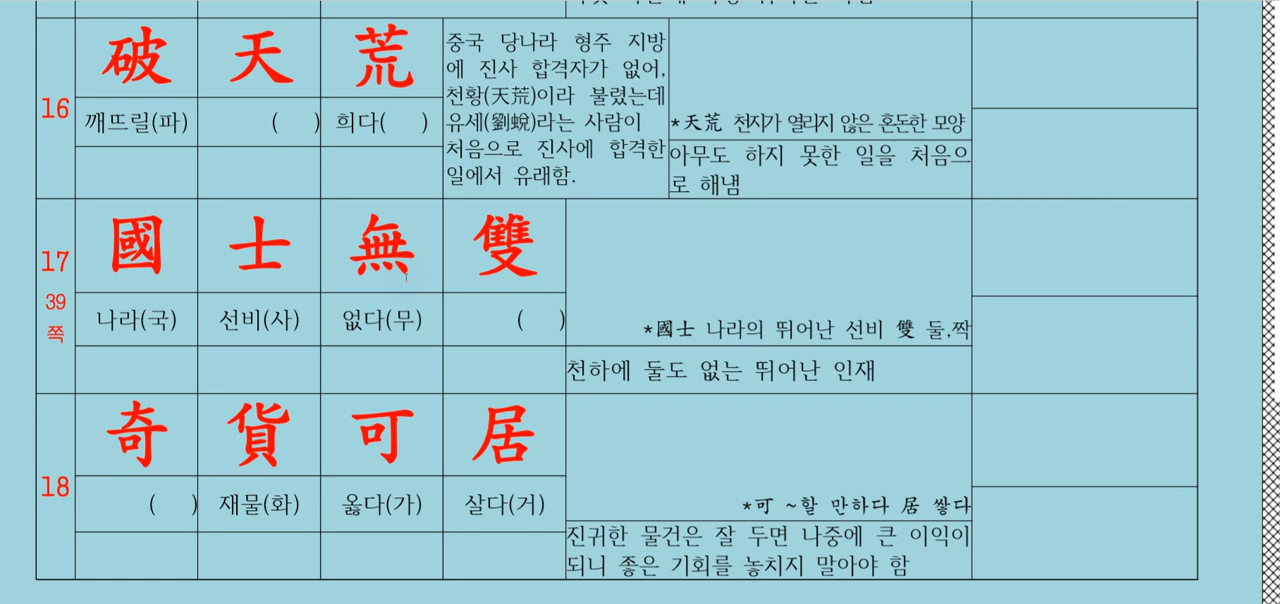 16
破 天 荒
깨뜨릴(파) ( ) 희다( )
중국 당나라 형주 지방
에 진사 합격자가 없어,
천황(天荒)이라 불렸는데
유세(劉蛻)라는 사람이
처음으로 진사에 합격한
일에서 유래함.
*天荒 천지가 열리지 않은 혼돈한 모양
아무도 하지 못한 일을 처음으
로 해냄
17
39
쪽
國 士 無 雙
나라(국) 선비(사) 없다(무) ( )
*國士 나라의 뛰어난 선비 雙 둘,짝
천하에 둘도 없는 뛰어난 인재
18
奇 貨 可 居
( ) 재물(화) 옳다(가) 살다(거)
*可 ~할 만하다 居 쌓다
진귀한 물건은 잘 두면 나중에 큰 이익이
되니 좋은 기회를 놓치지 말아야 함